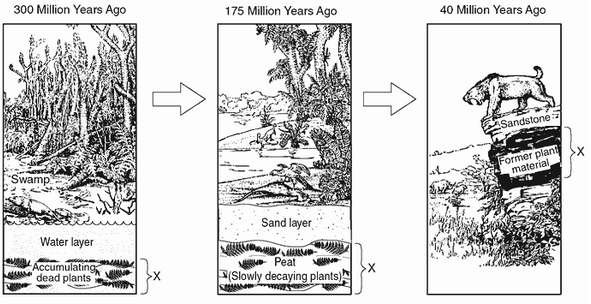 300 Million Years Ago
175 Million Years Ago
40 Million Years Ago
Swamp
Water layer
Accumulating
dead plants
X
Sand layer
Peat
(Slowly decaying plants)
X
Sandstone
Former plant
material
X